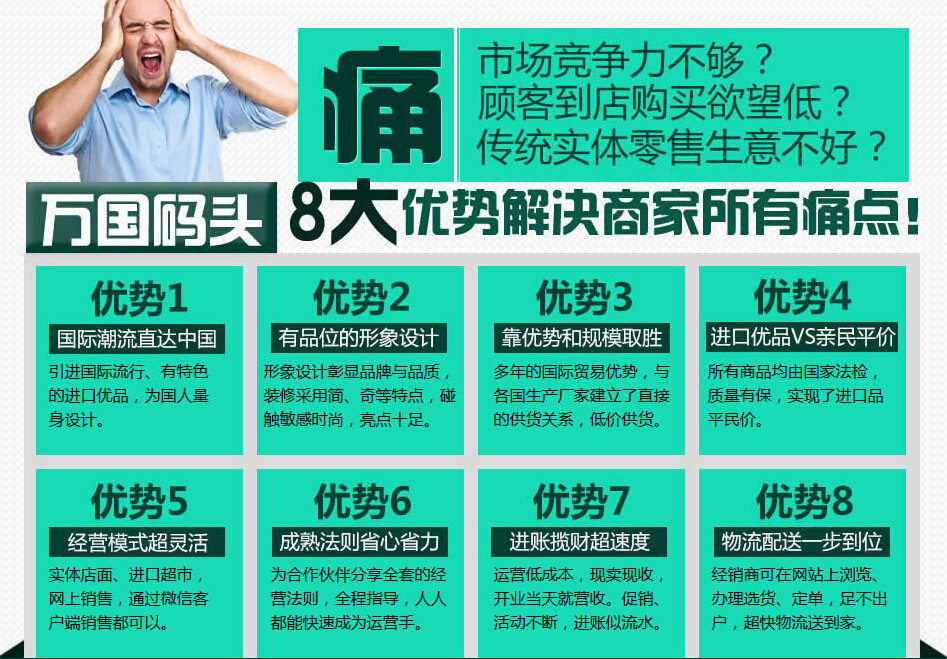 痛
市场竞争力不够？
顾客到店购买欲望低？
传统实体零售生意不好？
万国码头
8大优势解决商家所有痛点!
优势1
国际潮流直达中国
引进国际流行、有特色
的进口优品，为国人量
身设计。
优势2
有品位的形象设计
形象设计彰显品牌与品质，
装修采用简、奇等特点，碰
触敏感时尚，亮点十足。
优势3
靠优势和规模取胜
多年的国际贸易优势，与
各国生产厂家建立了直接
的供货关系，低价供货。
优势4
进口优品VS亲民平价
所有商品均由国家法检，
质量有保，实现了进口品
平民价。
优势5
经营模式超灵活
实体店面、进口超市，
网上销售，通过微信客
户端销售都可以。
优势6
成熟法则省心省力
为合作伙伴分享全套的经
营法则，全程指导，人人
都能快速成为运营手。
优势7
进账揽财超速度
运营低成本，现卖现收，
开业当天就营收。促销、
活动不断，进账似流水。
优势8
物流配送一步到位
经销商可在网站上浏览、
办理选货、定单，足不出
户，超快物流送到家。